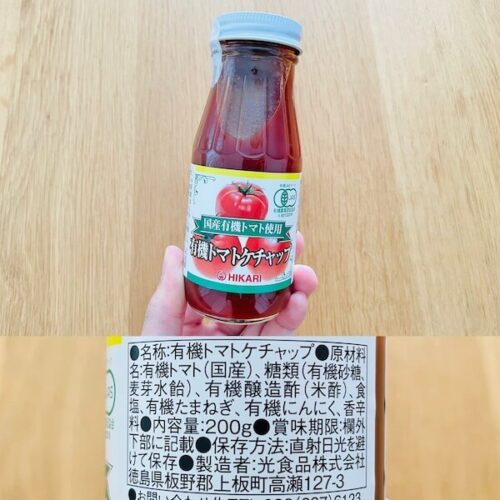 国産有機トマト使用
有機トマトケチャップ
HIKARI
●名称:有機トマトケチャップ●原材料
名:有機トマト(国産)、糖類(有機砂糖、
麦芽水飴)、有機醸造酢(米酢)、食
塩、有機たまねぎ、有機にんにく、香辛
料●内容量:200g●賞味期限:欄外
下部に記載●保存方法:直射日光を避
けて保存●製造者:光食品株式会社
徳島県板野郡上板町高瀬127-3